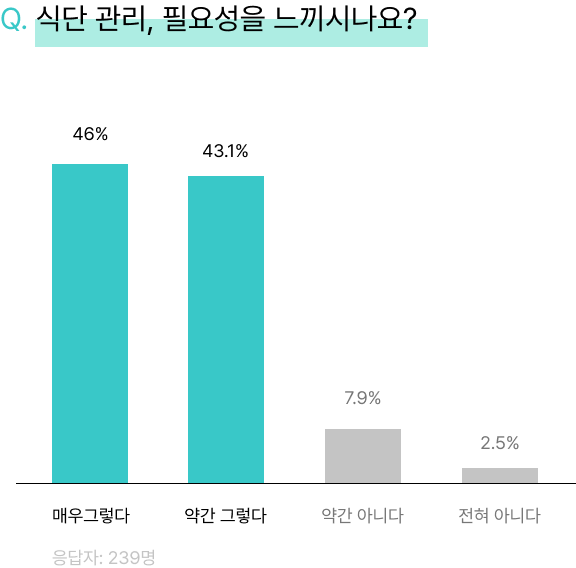 Q. 식단 관리, 필요성을 느끼시나요?
46%
43.1%
7.9%
2.5%
매우그렇다
약간 그렇다
약간 아니다
전혀 아니다
응답자: 239명